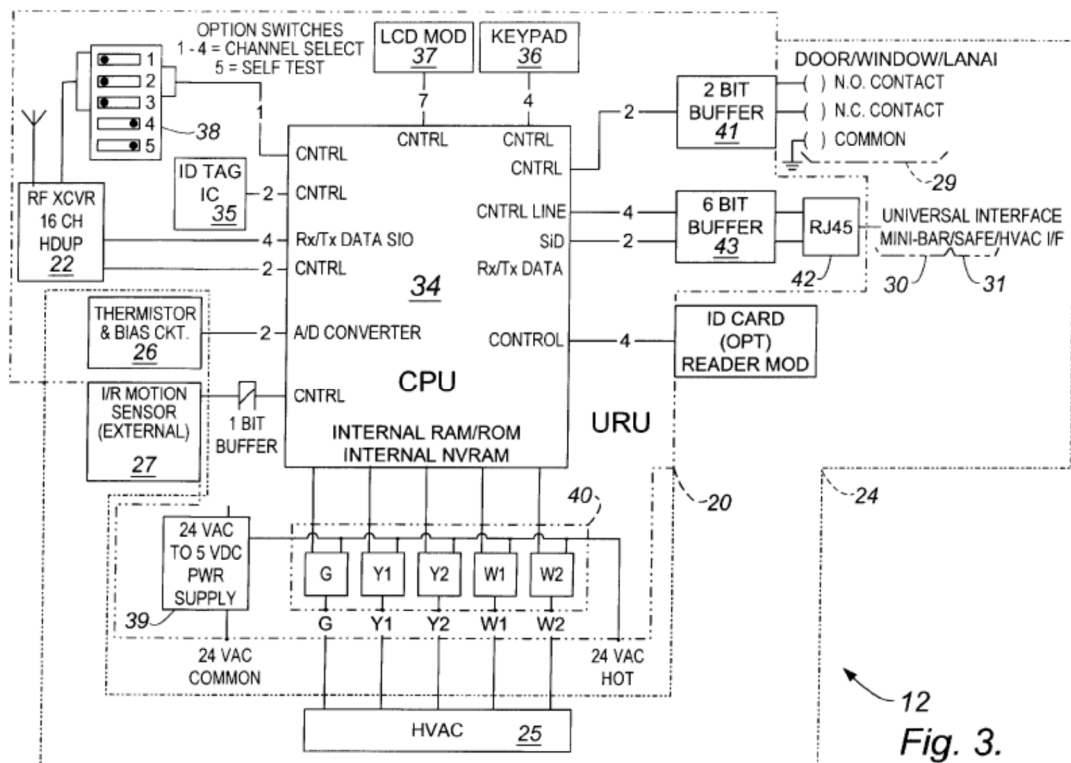 OPTION SWITCHES
1 - 4 = CHANNEL SELECT
5 = SELF TEST
1
2
3
4
5
38
LCD MOD
37
KEYPAD
36
7
4
1
DOOR/WINDOW/LANAI
N.O. CONTACT
N.C. CONTACT
COMMON
29
2 BIT
BUFFER
41
2
CNTRL
CNTRL
CNTRL
CNTRL
ID TAG
IC
35
2
CNTRL
RF XCVR
16 CH
HDUP
22
4
Rx/Tx DATA SIO
2
CNTRL
CNTRL LINE
4
SiD
2
Rx/Tx DATA
6 BIT
BUFFER
43
RJ45
42
UNIVERSAL INTERFACE
MINI-BAR/SAFE/HVAC I/F
30
31
34
THERMISTOR
& BIAS CKT.
26
2
A/D CONVERTER
CONTROL
4
ID CARD
(OPT)
READER MOD
CPU
URU
I/R MOTION
SENSOR
(EXTERNAL)
27
1 BIT
BUFFER
CNTRL
INTERNAL RAM/ROM
INTERNAL NVRAM
40
20
24
24 VAC
TO 5 VDC
PWR
SUPPLY
39
G
Y1
Y2
W1
W2
G
Y1
Y2
W1
W2
24 VAC
COMMON
24 VAC
HOT
HVAC
25
12
Fig. 3.